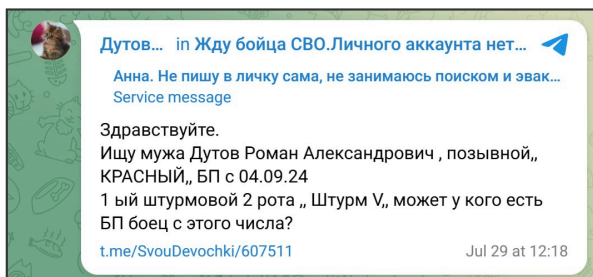 Дутов... in Жду бойца СВО.Личного аккаунта нет...
Анна. Не пишу в личку сама, не занимаюсь поиском и эвак...
Service message
Здравствуйте.
Ищу мужа Дутов Роман Александрович , позывной,,
КРАСНЫЙ,, БП с 04.09.24
1 ый штурмовой 2 рота ,, Штурм V,, может у кого есть
БП боец с этого числа?
t.me/SvouDevochki/607511 Jul 29 at 12:18